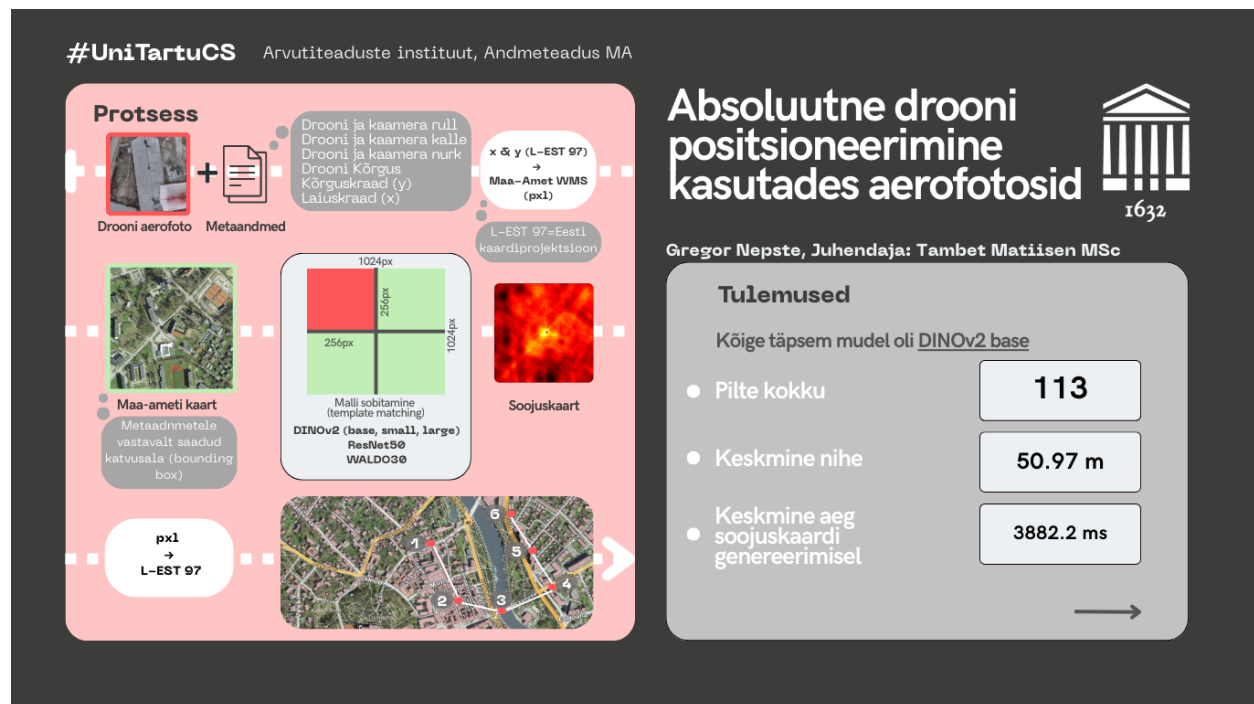 #UniTartuCS
Arvutiteaduste instituut, Andmeteadus MA
Protsess
Drooni aerofoto
+
Metaandmed
Drooni ja kaamera rull
Drooni ja kaamera kalle
Drooni ja kaamera nurk
Drooni Kõrgus
Kõrguskraad (y)
Laiuskraad (x)
x & y (L-EST 97)
→
Maa-Amet WMS
(pxl)
L-EST 97=Eesti
kaardiprojektsioon
Maa-ameti kaart
Metaadnmetele
vastavalt saadud
katvusala (bounding
box)
1024px
256px
256px
1024px
Malli sobitamine
(template matching)
DINOv2 (base, small, large)
ResNet50
WALDO30
Soojuskaart
pxl
→
L-EST 97
1
2
3
4
5
6
Absoluutne drooni
positsioneerimine
kasutades aerofotosid
1632
Gregor Nepste, Juhendaja: Tambet Matiisen MSc
Tulemused
Kõige täpsem mudel oli DINOv2 base
Pilte kokku
113
Keskmine nihe
50.97 m
Keskmine aeg
soojuskaardi
genereerimisel
3882.2 ms